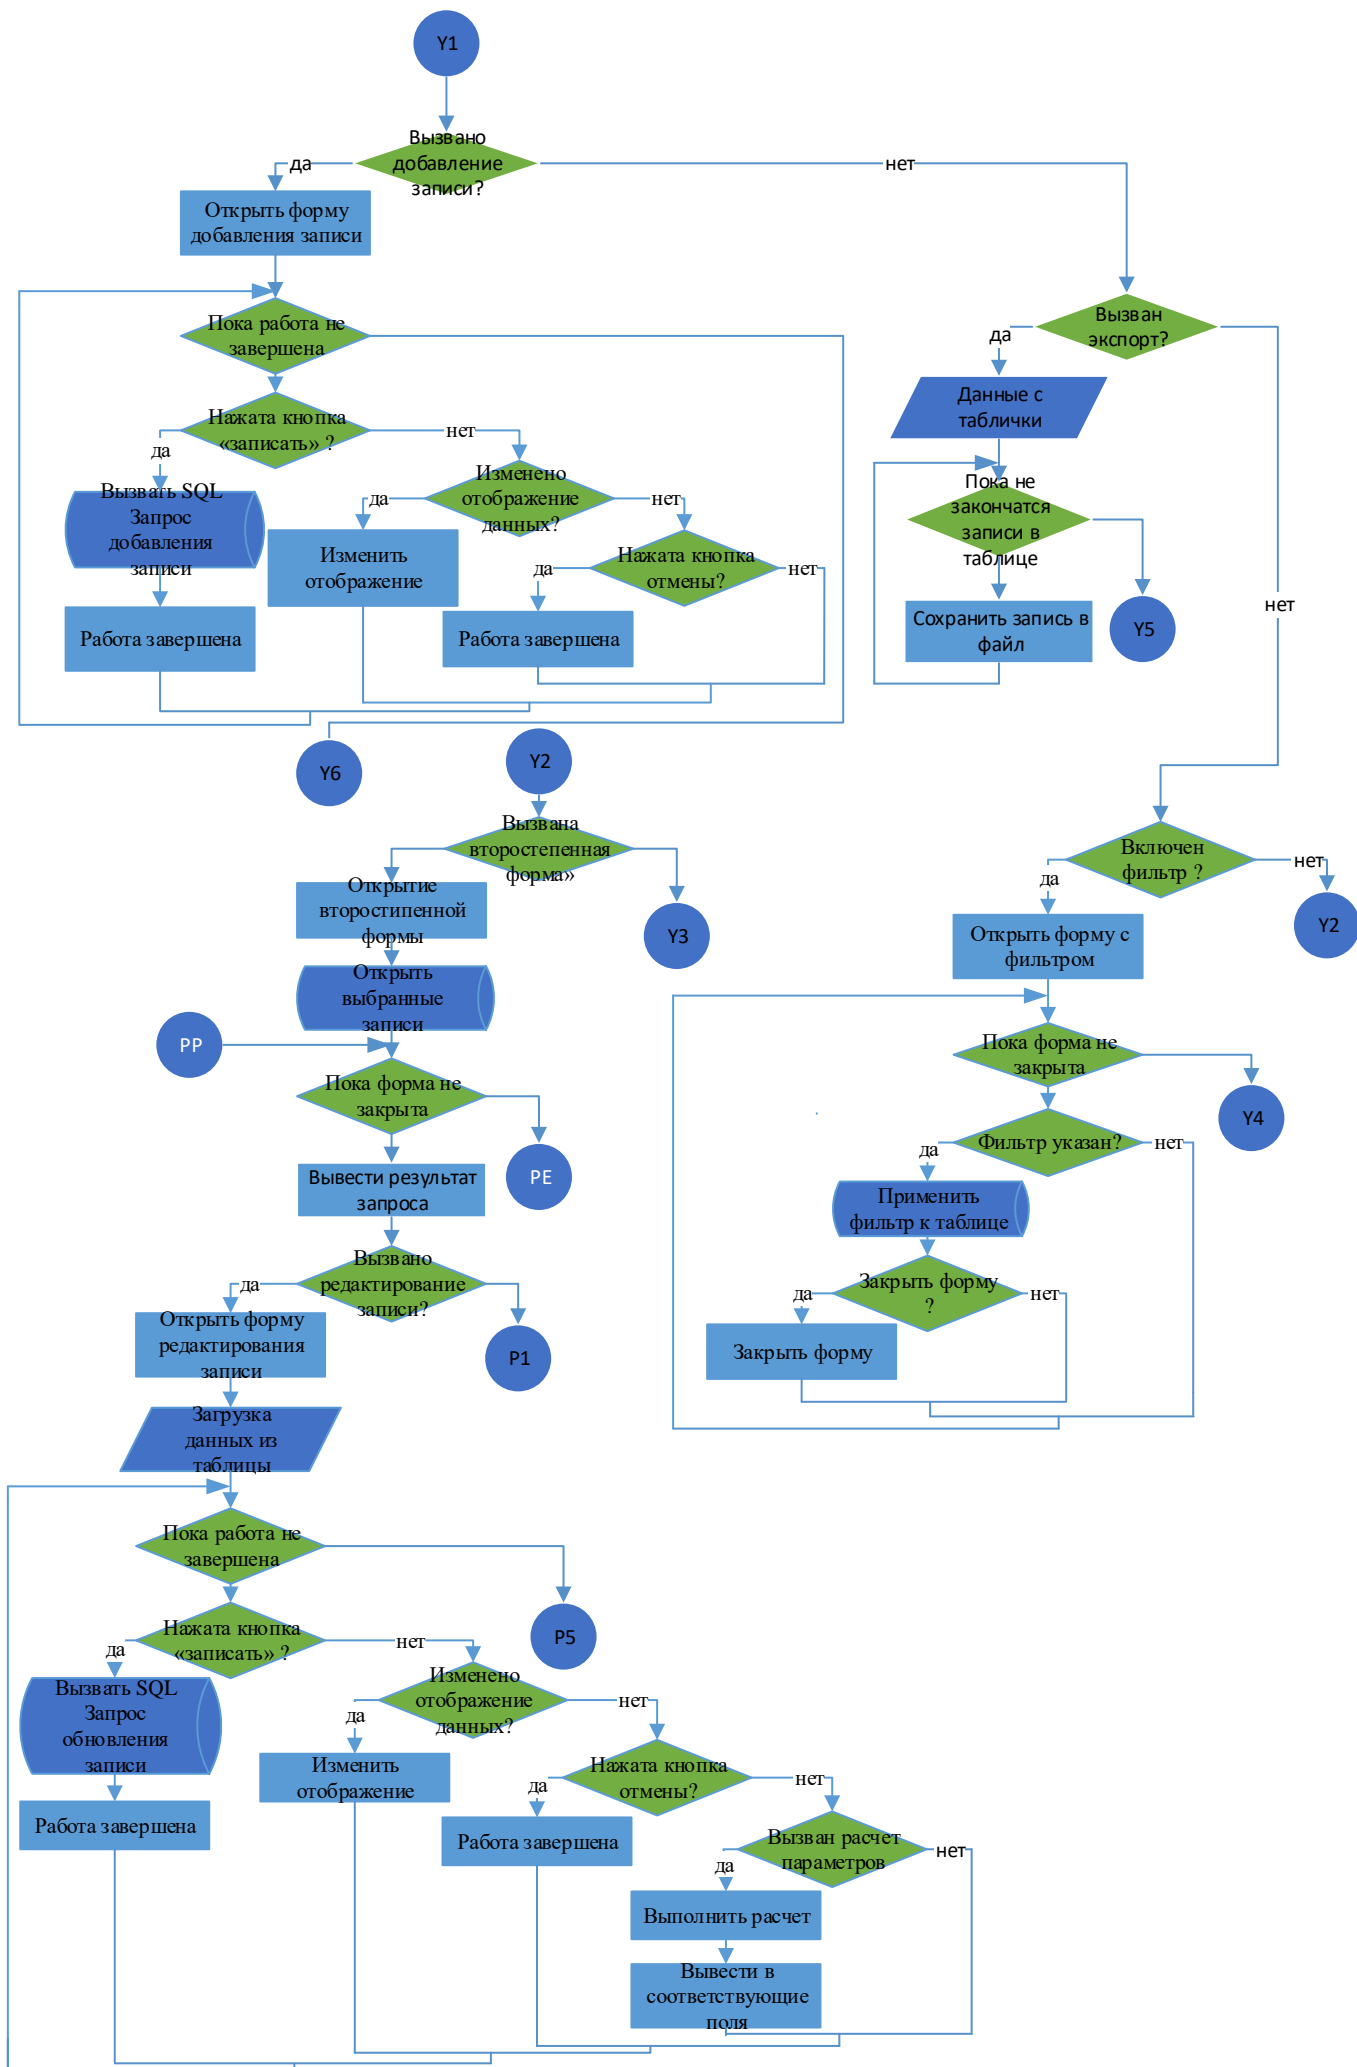 Y1
Вызвано
добавление
записи?
да
нет
Открыть форму
добавления записи
Пока работа не
завершена
Нажата кнопка
«записать» ?
да
нет
Вызвать SQL
Запрос
добавления
записи
Работа завершена
Изменено
отображение
данных?
да
нет
Изменить
отображение
Нажата кнопка
отмены?
да
нет
Работа завершена
Y6
Вызван
экспорт?
да
нет
Данные с
таблички
Пока не
закончатся
записи в
таблице
Сохранить запись в
файл
Y5
Y2
Вызвана
второстепенная
форма»
Y3
Открытие
второстипенной
формы
Открыть
выбранные
записи
PP
Пока форма не
закрыта
PE
Вывести результат
запроса
Вызвано
редактирование
записи?
да
P1
Открыть форму
редактирования
записи
Загрузка
данных из
таблицы
Включен
фильтр ?
да
нет
Y2
Открыть форму с
фильтром
Пока форма не
закрыта
Y4
Фильтр указан?
да
нет
Применить
фильтр к таблице
Закрыть форму
?
да
нет
Закрыть форму
Пока работа не
завершена
P5
Нажата кнопка
«записать» ?
да
нет
Вызвать SQL
Запрос
обновления
записи
Работа завершена
Изменено
отображение
данных?
да
нет
Изменить
отображение
Нажата кнопка
отмены?
да
нет
Работа завершена
Вызван расчет
параметров
да
нет
Выполнить расчет
Вывести в
соответствующие
поля